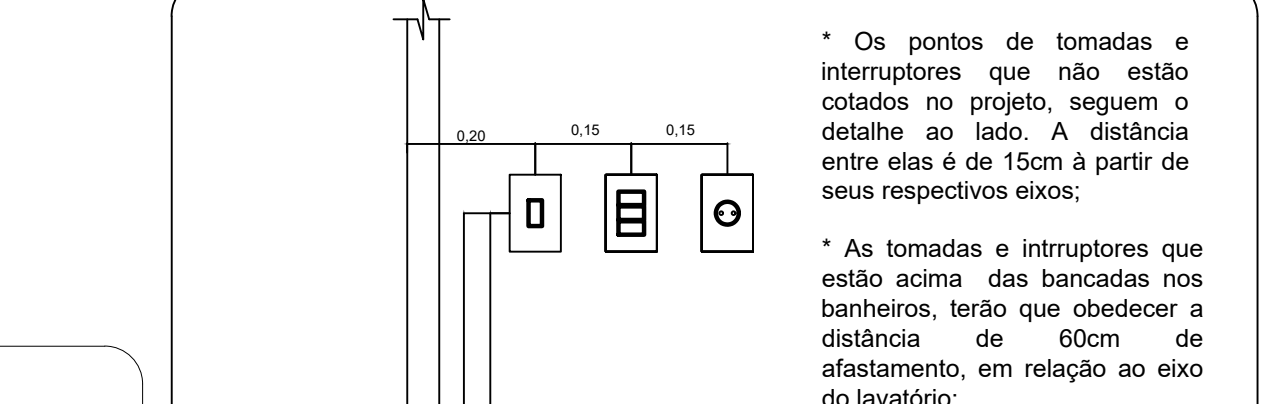 0,20 0,15 0,15
* Os pontos de tomadas e
interruptores que não estão
cotados no projeto, seguem o
detalhe ao lado. A distância
entre elas é de 15cm à partir de
seus respectivos eixos;
* As tomadas e intrruptores que
estão acima das bancadas nos
banheiros, terão que obedecer a
distância de 60cm de
afastamento, em relação ao eixo
do lavatório;